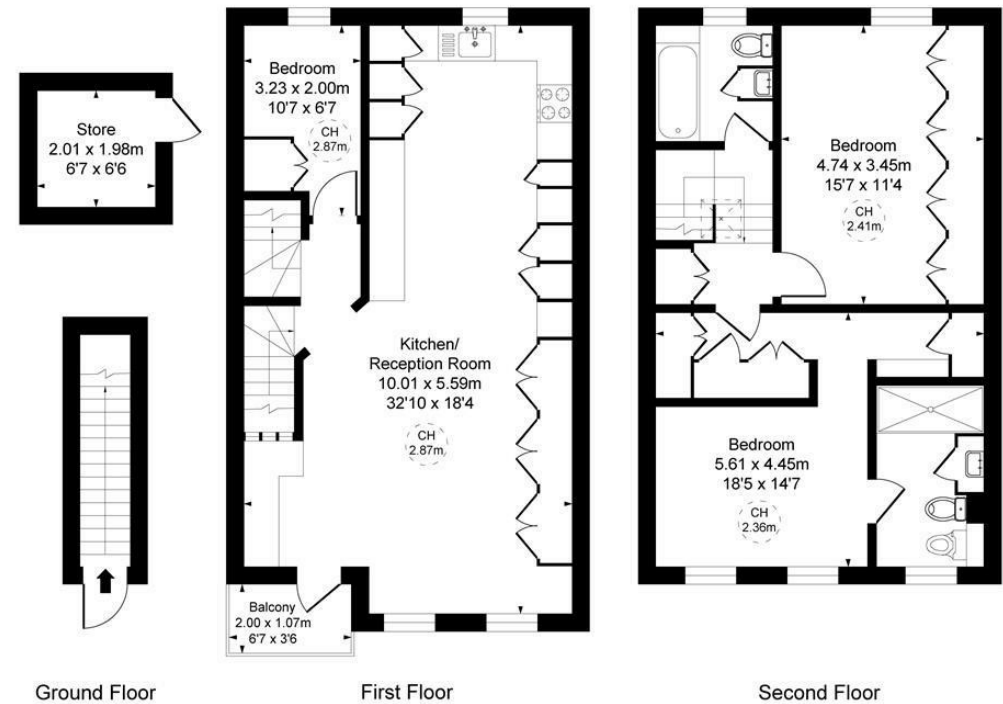 Store
2.01 x 1.98m
6'7 x 6'6
Ground Floor
Bedroom
3.23 x 2.00m
10'7 x 6'7
CH
2.87m
Kitchen/
Reception Room
10.01 x 5.59m
32'10 x 18'4
CH
2.87m
Balcony
2.00 x 1.07m
6'7 x 3'6
First Floor
Bedroom
4.74 x 3.45m
15'7 x 11'4
CH
2.41m
Bedroom
5.61 x 4.45m
18'5 x 14'7
CH
2.36m
Second Floor